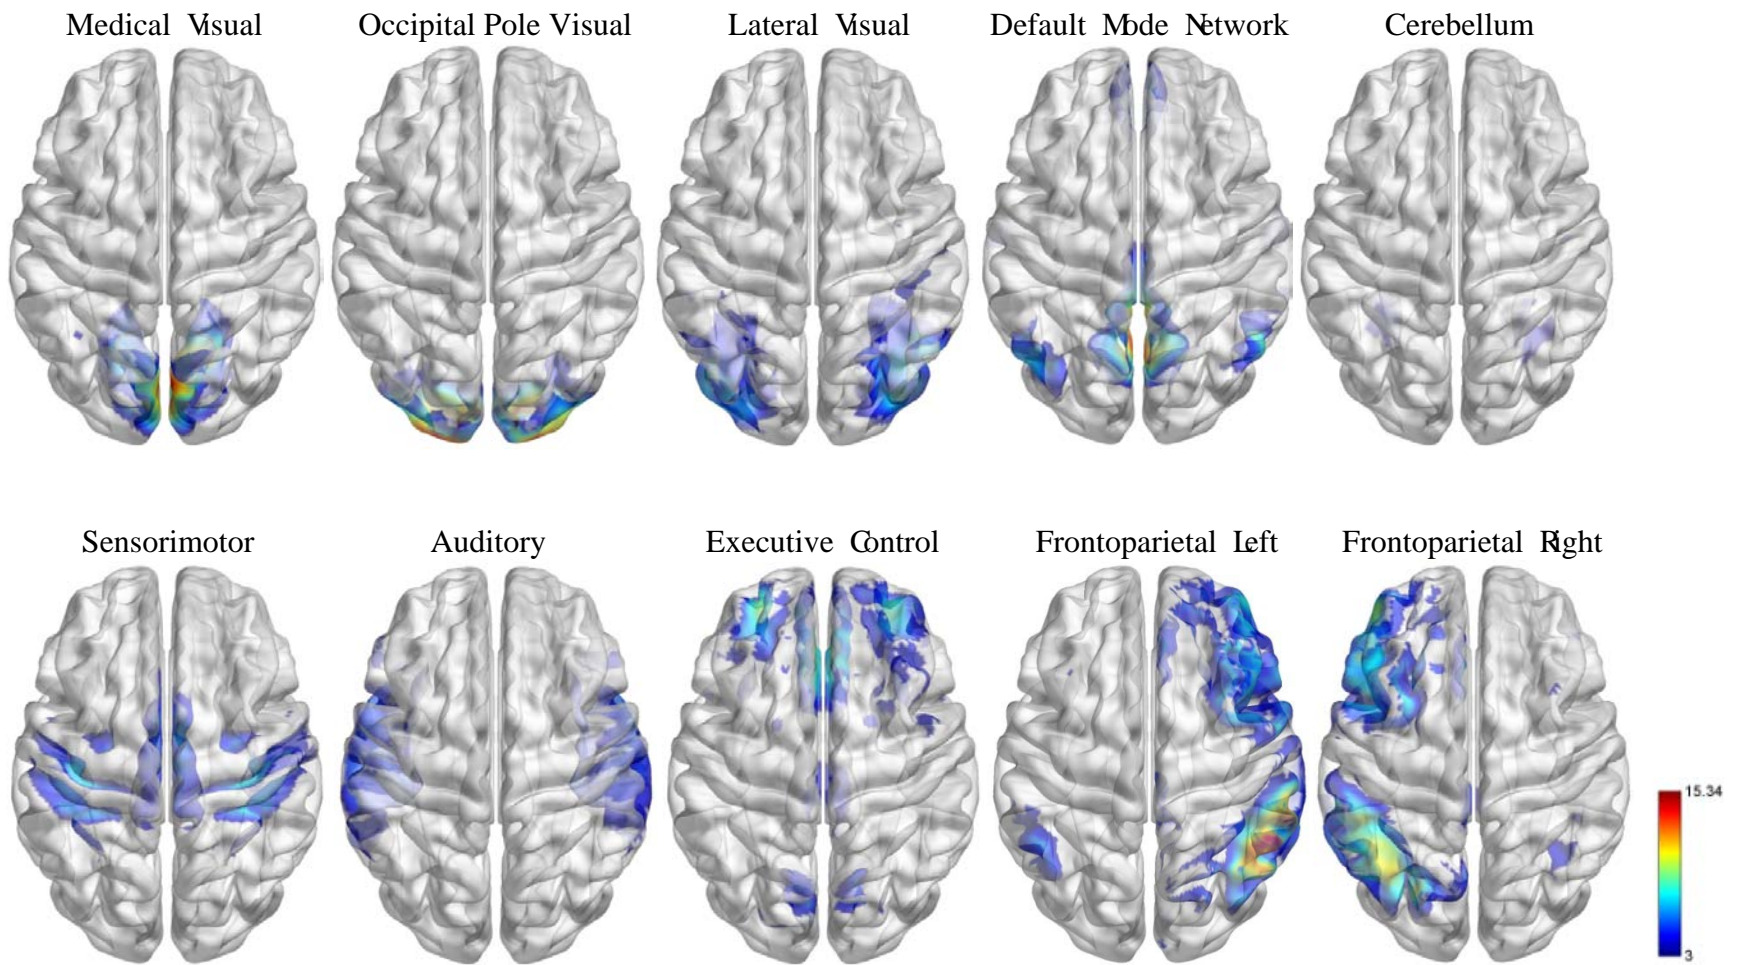 Medical Visual
Occipital Pole Visual
Lateral Visual
Default Mode Network
Cerebellum
Sensorimotor
Auditory
Executive Control
Frontoparietal Left
Frontoparietal Right
15.34
3